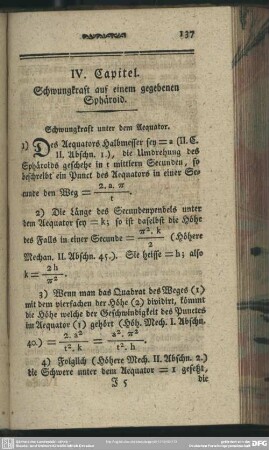 137
IV. Capitel.
Schwungkraft auf einem gegebenen
Sphäroid.
Schwungkraft unter dem Aequator.
1) Des Aequators Halbmesser sey = a (II. C.
II. Abschn. 1.), die Umdrehung des
Sphäroids geschehe in t mittlern Secunden, so
beschreibt ein Punct des Aequators in einer Se-
cunde den Weg = 2. a. π / t.
2) Die Länge des Secundenpendels unter
dem Aequator sey = k; so ist daselbst die Höhe
des Falls in einer Secunde = π². k / 2 (Höhere
Mechan. II. Abschn. 45.). Sie heisse = h; also
k = 2 h / π².
3) Wenn man das Quadrat des Weges (1)
mit dem vierfachen der Höhe (2) dividirt, kömmt
die Höhe welche der Geschwindigkeit des Punctes
im Aequator (1) gehört (Höh. Mech. I. Abschn.
40.) = 2. a² / t². k = a². π² / t². h.
4) Folglich (Höhere Mech. II. Abschn. 2.)
die Schwere unter dem Aequator = 1 gesetzt,
J 5 die